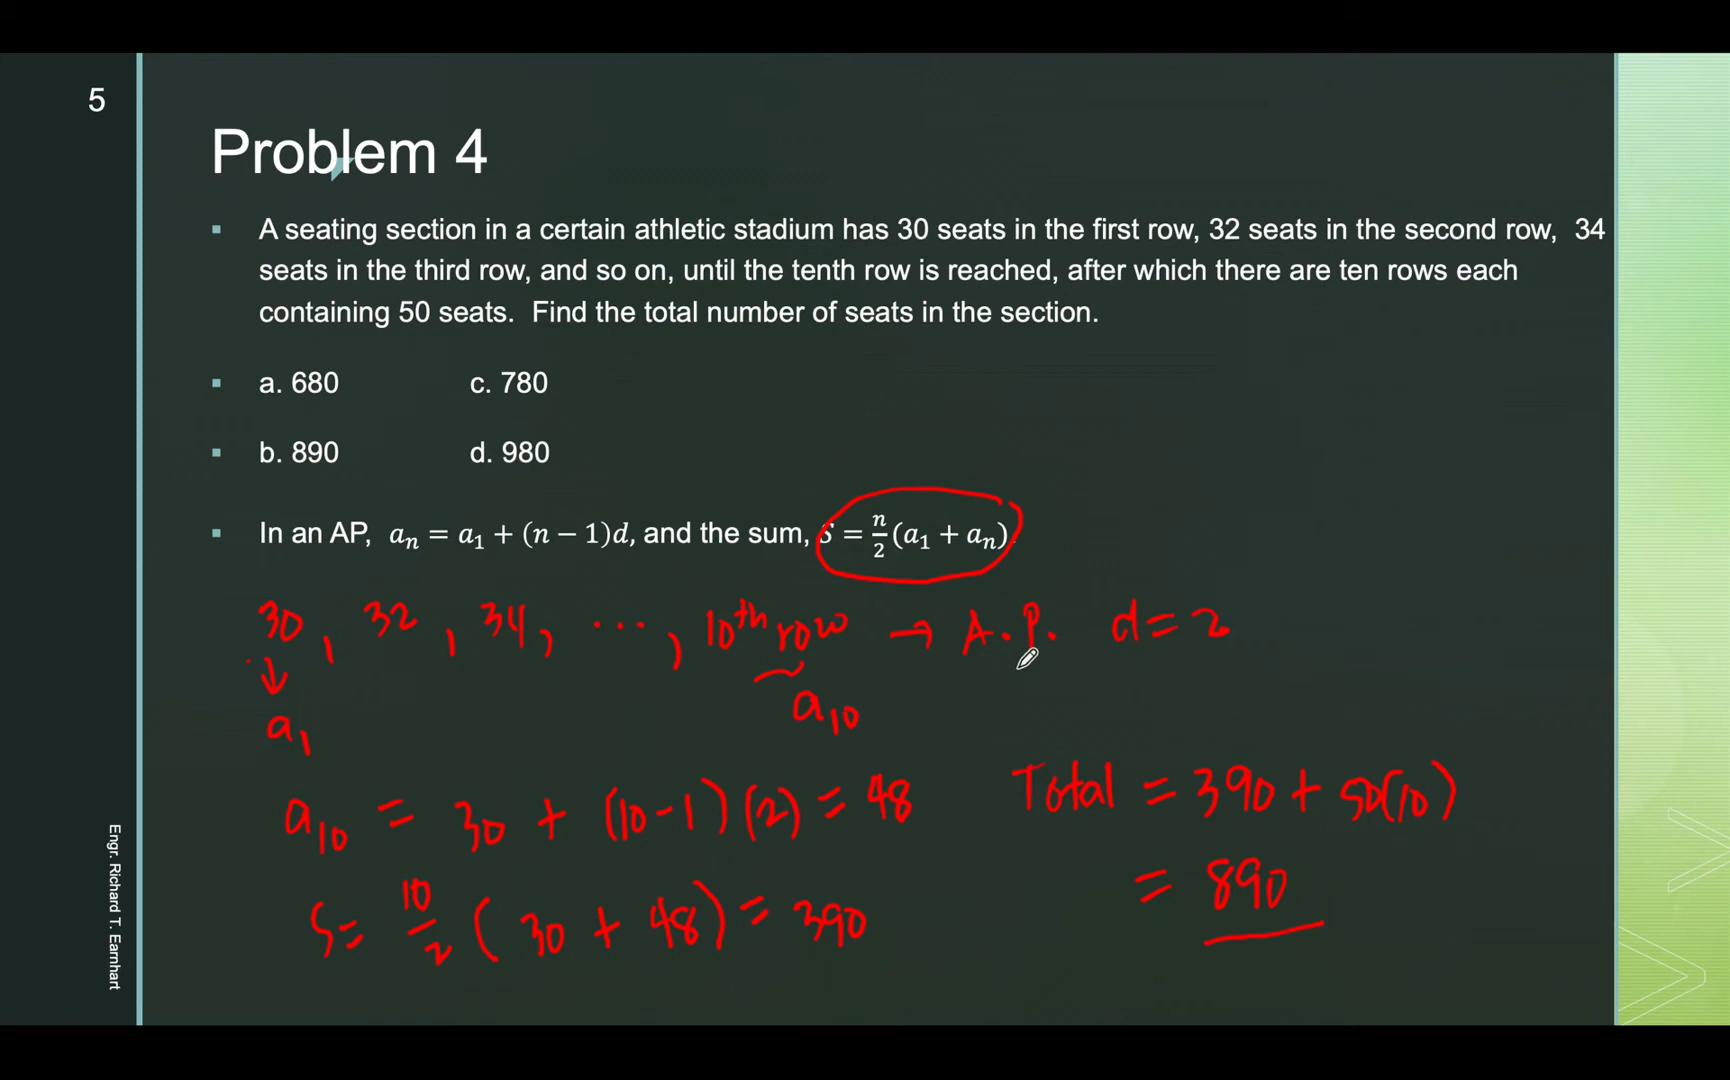 5
Problem 4
A seating section in a certain athletic stadium has 30 seats in the first row, 32 seats in the second row, 34
seats in the third row, and so on, until the tenth row is reached, after which there are ten rows each
containing 50 seats. Find the total number of seats in the section.
a. 680 c. 780
b. 890 d. 980
In an AP, aₙ = a₁ + (n − 1)d, and the sum, S = n/2 (a₁ + aₙ)
30, 32, 34, ..., 10th row → A.P. d = 2
a₁
a₁₀
a₁₀ = 30 + (10-1)(2) = 48
S = 10/2 (30 + 48) = 390
Total = 390 + 50(10)
= 890
Engr. Richard T. Earnhart